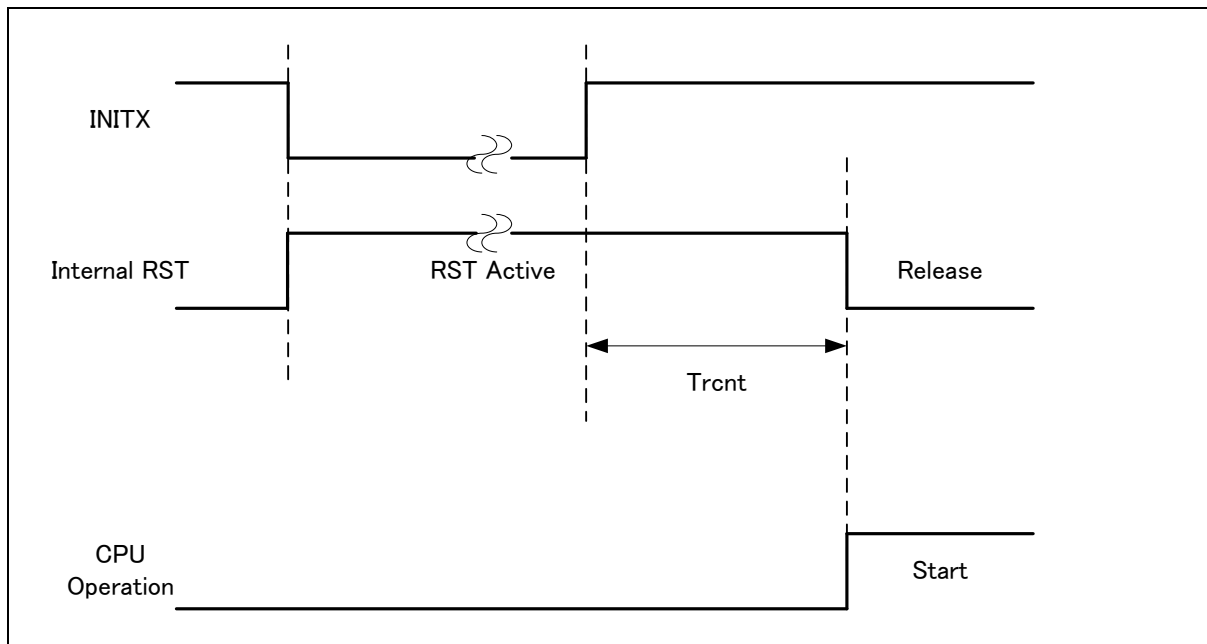 INITX
Internal RST
RST Active
Release
Trcnt
CPU
Operation
Start